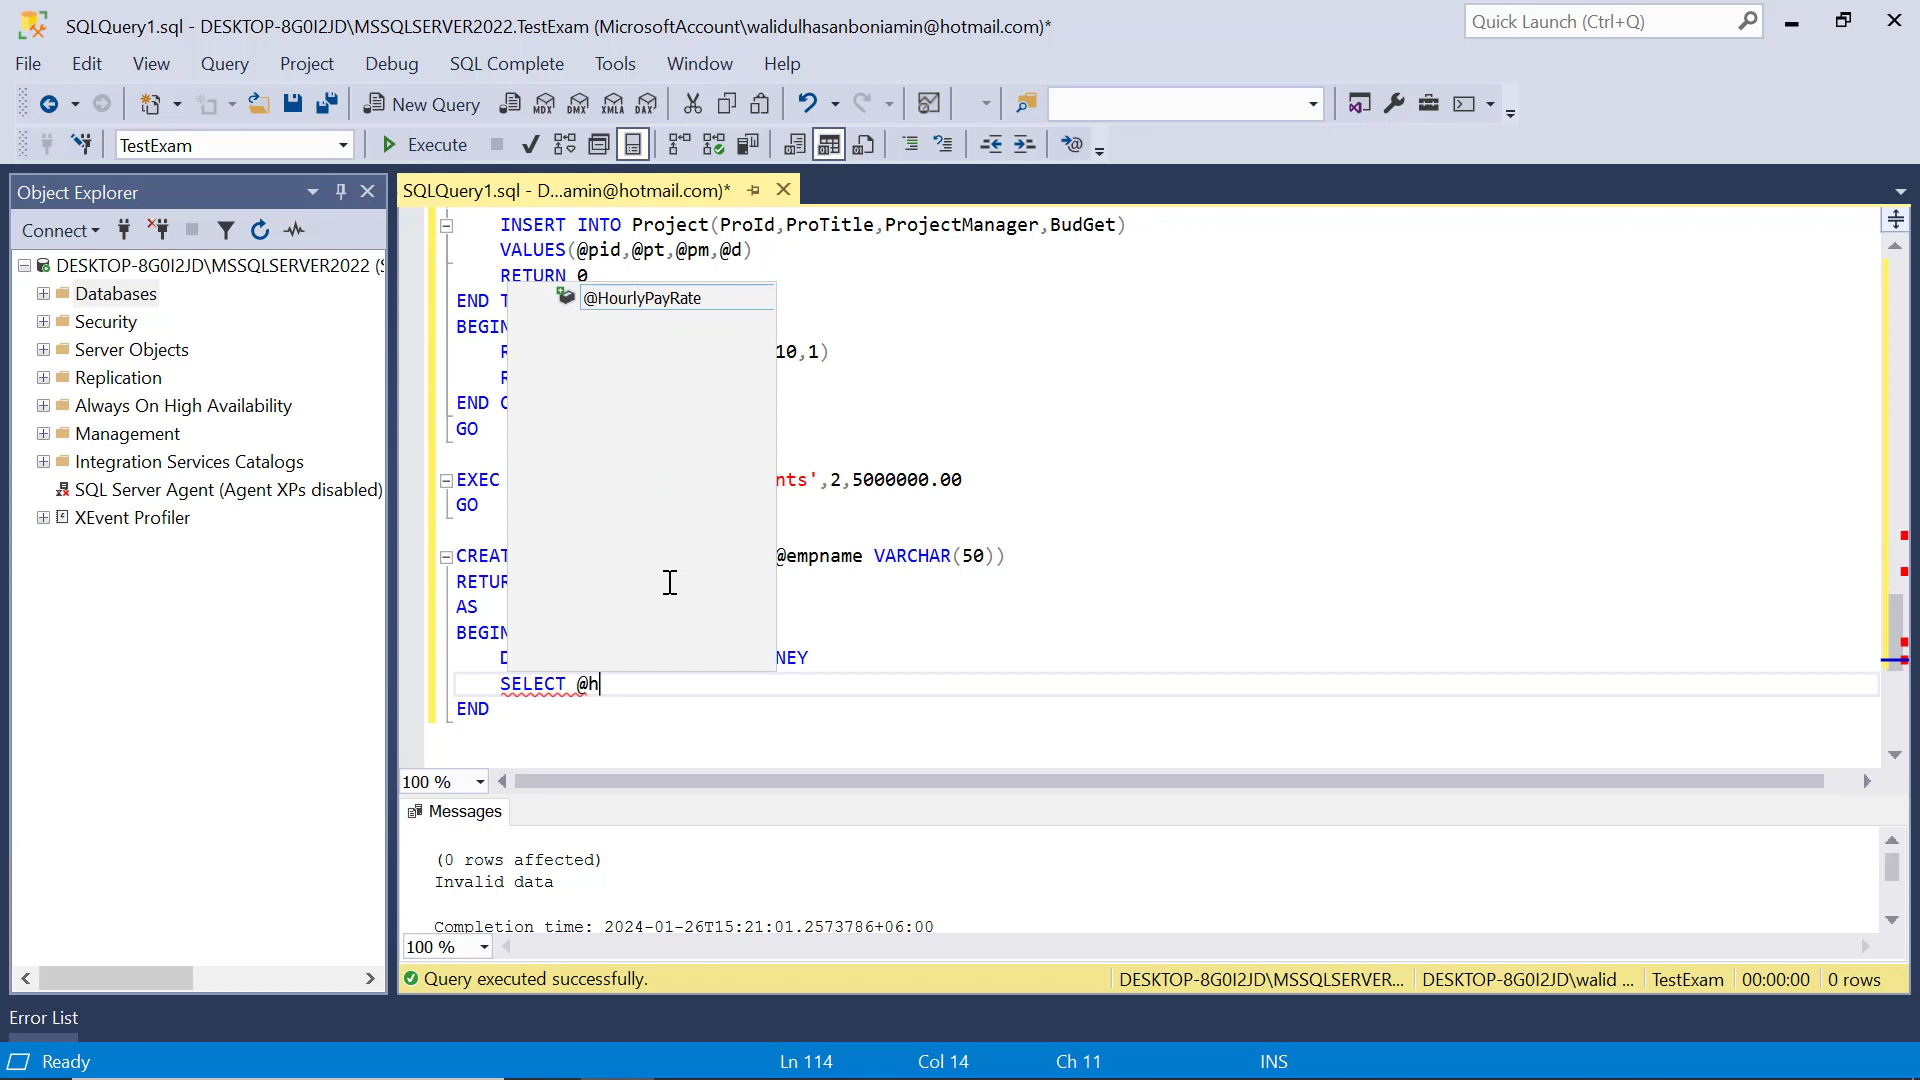 SQLQuery1.sql - DESKTOP-8G0I2JD\MSSQLSERVER2022.TestExam (MicrosoftAccount\walidulhasanboniamin@hotmail.com)*
Quick Launch (Ctrl+Q)
File Edit View Query Project Debug SQL Complete Tools Window Help
New Query MDX DMX XMLA DAX
TestExam Execute
Object Explorer
SQLQuery1.sql - D...amin@hotmail.com)*
Connect
DESKTOP-8G0I2JD\MSSQLSERVER2022 (S
Databases
Security
Server Objects
Replication
Always On High Availability
Management
Integration Services Catalogs
SQL Server Agent (Agent XPs disabled)
XEvent Profiler
INSERT INTO Project(ProId,ProTitle,ProjectManager,BudGet)
VALUES(@pid,@pt,@pm,@d)
RETURN 0
END T
@HourlyPayRate
BEGIN
R 10,1)
R
END C
GO
EXEC nts',2,5000000.00
GO
CREAT @empname VARCHAR(50))
RETUR
AS
BEGIN
D NEY
SELECT @h
END
100 %
Messages
(0 rows affected)
Invalid data
Completion time: 2024-01-26T15:21:01.2573786+06:00
100 %
Query executed successfully. DESKTOP-8G0I2JD\MSSQLSERVER... DESKTOP-8G0I2JD\walid ... TestExam 00:00:00 0 rows
Error List
Ready Ln 114 Col 14 Ch 11 INS